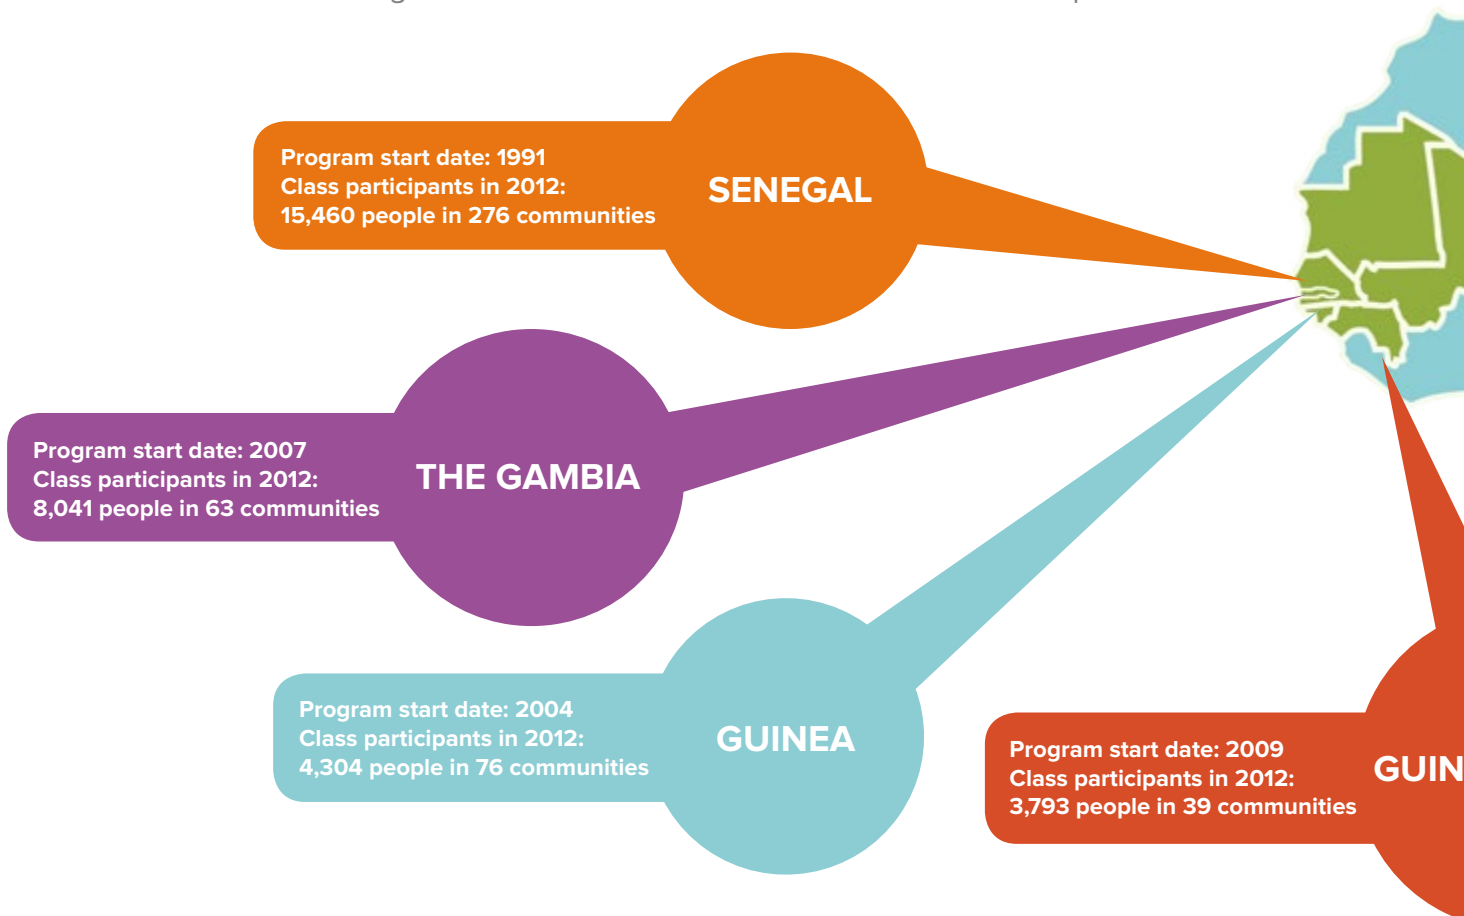 Program start date: 1991
Class participants in 2012:
15,460 people in 276 communities
SENEGAL
Program start date: 2007
Class participants in 2012:
8,041 people in 63 communities
THE GAMBIA
Program start date: 2004
Class participants in 2012:
4,304 people in 76 communities
GUINEA
Program start date: 2009
Class participants in 2012:
3,793 people in 39 communities
GUIN